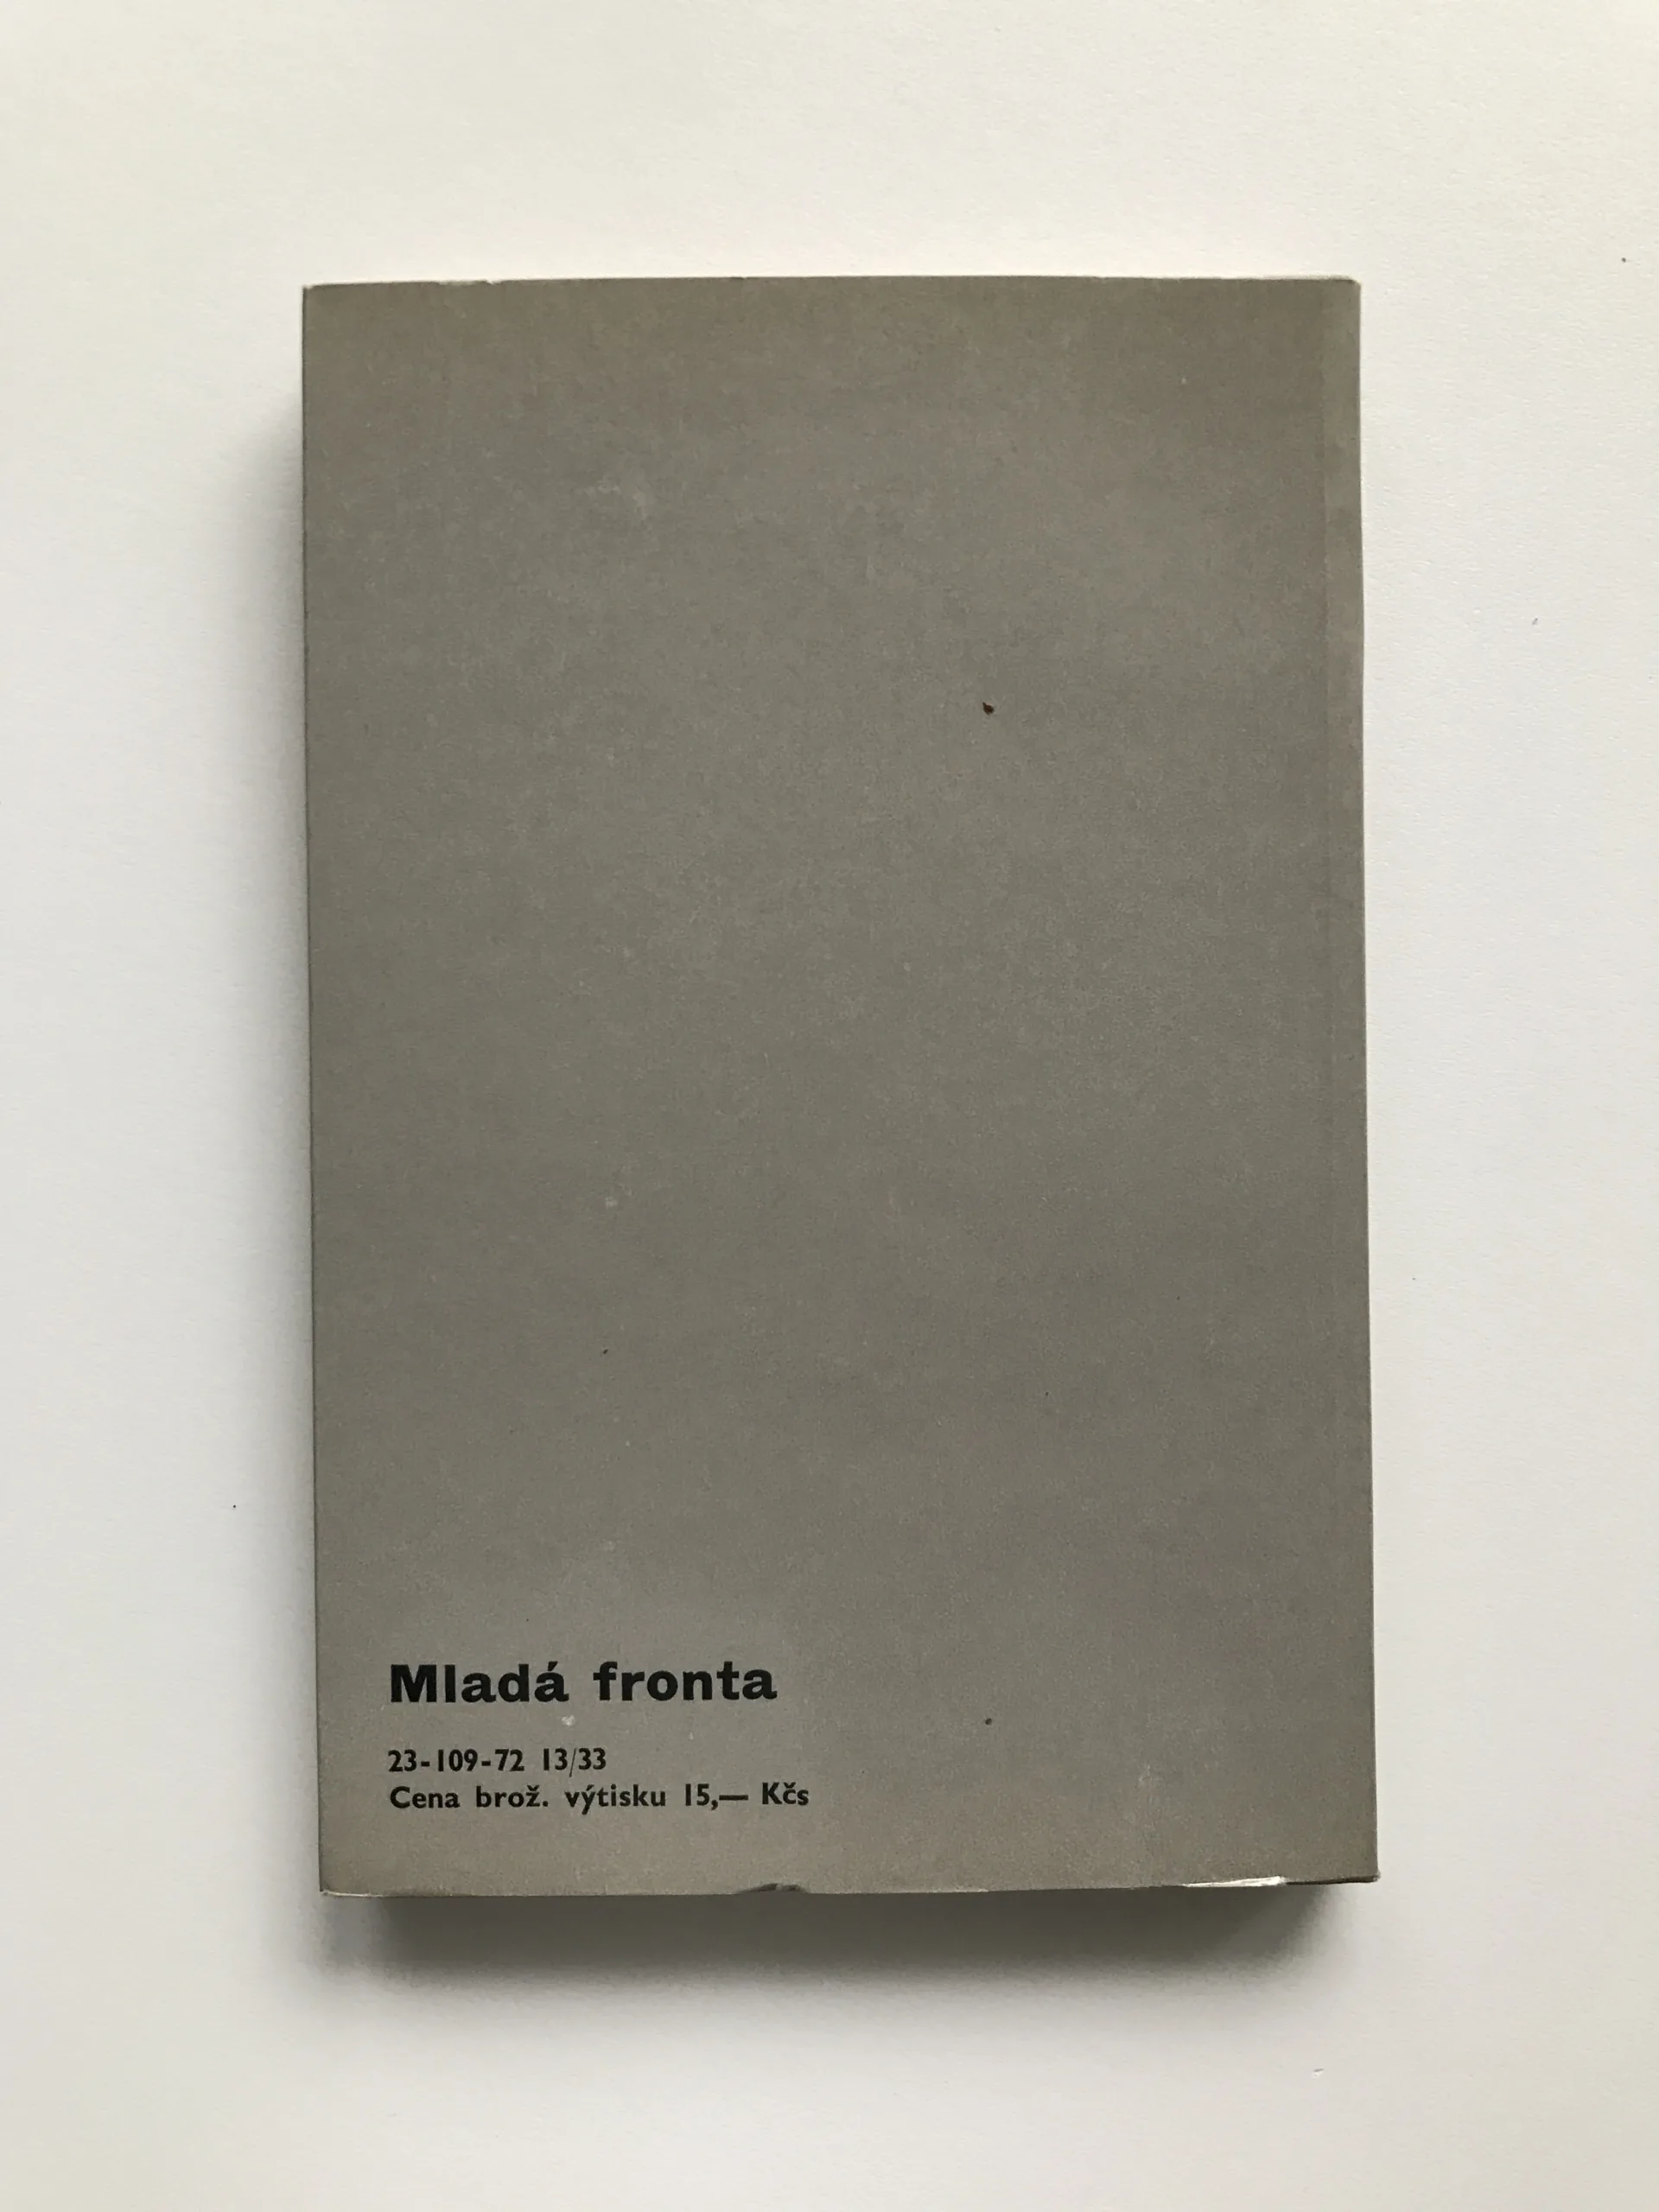 Mladá fronta
23-109-72 13/33
Cena brož. výtisku 15,— Kčs